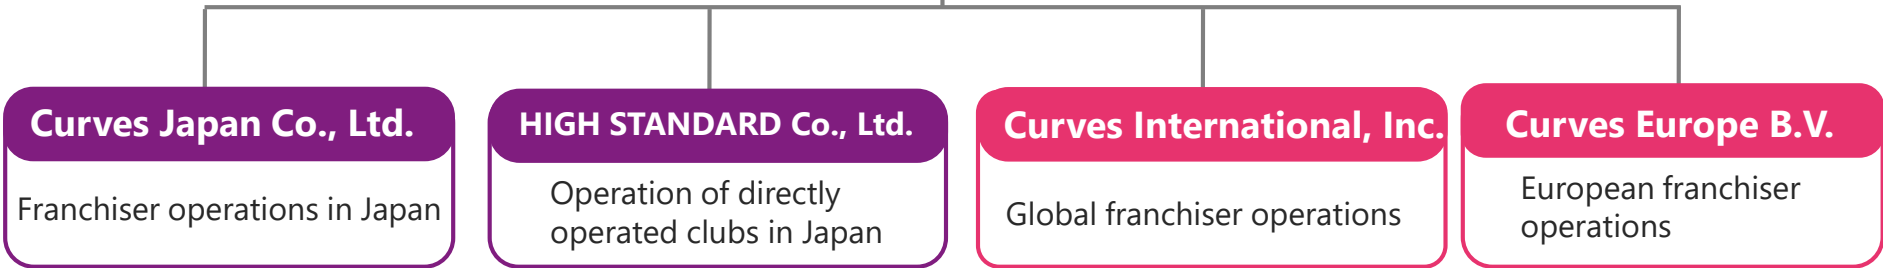 Curves Japan Co., Ltd.
Franchiser operations in Japan
HIGH STANDARD Co., Ltd.
Operation of directly
operated clubs in Japan
Curves International, Inc.
Global franchiser operations
Curves Europe B.V.
European franchiser
operations